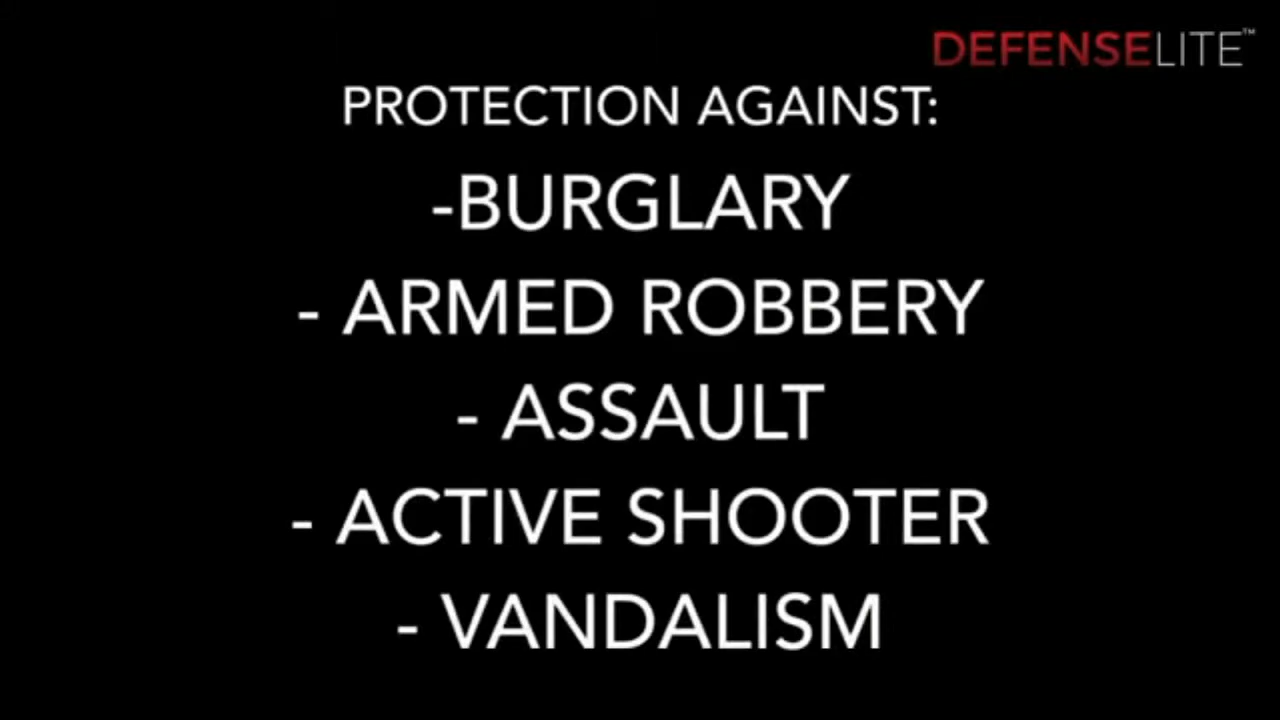 DEFENSELITE™
PROTECTION AGAINST:
-BURGLARY
- ARMED ROBBERY
- ASSAULT
- ACTIVE SHOOTER
- VANDALISM